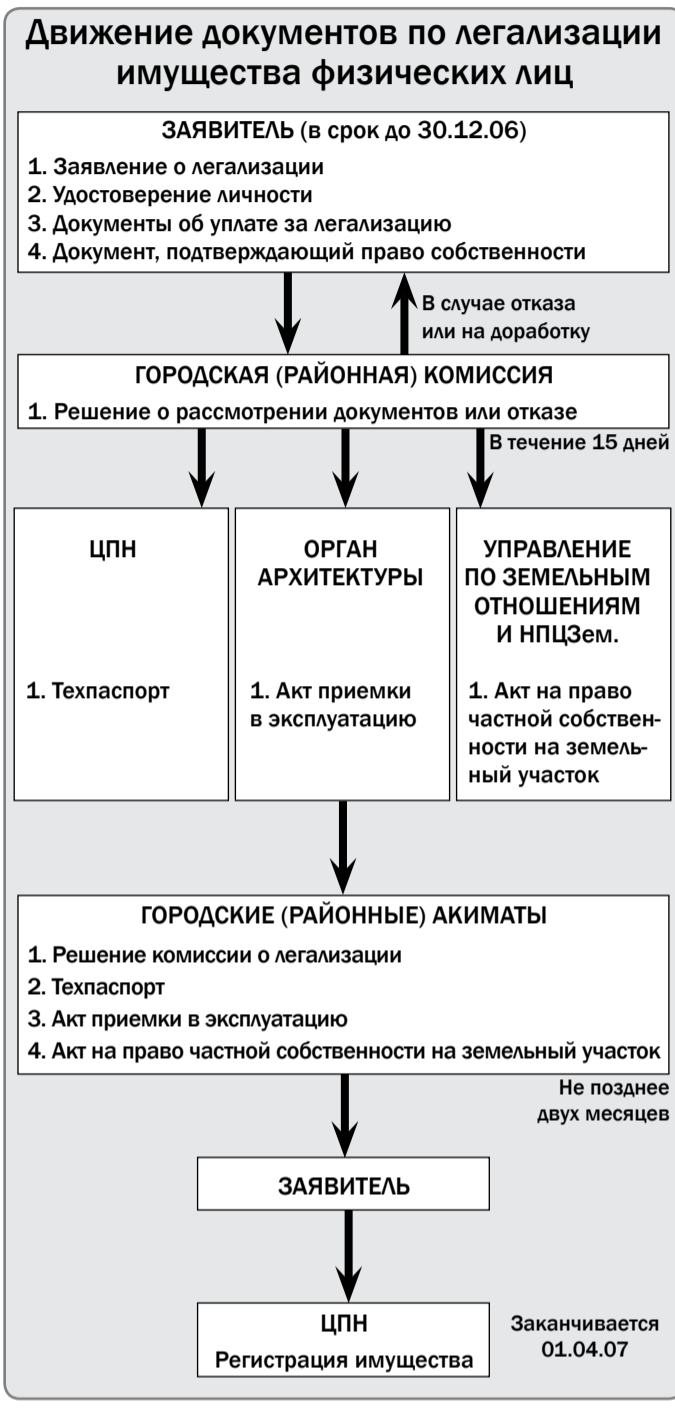 Движение документов по легализации
имущества физических лиц
ЗАЯВИТЕЛЬ (в срок до 30.12.06)
1. Заявление о легализации
2. Удостоверение личности
3. Документы об уплате за легализацию
4. Документ, подтверждающий право собственности
В случае отказа
или на доработку
ГОРОДСКАЯ (РАЙОННАЯ) КОМИССИЯ
1. Решение о рассмотрении документов или отказе
В течение 15 дней
ЦПН
1. Техпаспорт
ОРГАН
АРХИТЕКТУРЫ
1. Акт приемки
в эксплуатацию
УПРАВЛЕНИЕ
ПО ЗЕМЕЛЬНЫМ
ОТНОШЕНИЯМ
И НПЦЗем.
1. Акт на право
частной собствен-
ности на земель-
ный участок
ГОРОДСКИЕ (РАЙОННЫЕ) АКИМАТЫ
1. Решение комиссии о легализации
2. Техпаспорт
3. Акт приемки в эксплуатацию
4. Акт на право частной собственности на земельный участок
Не позднее
двух месяцев
ЗАЯВИТЕЛЬ
ЦПН
Регистрация имущества
Заканчивается
01.04.07